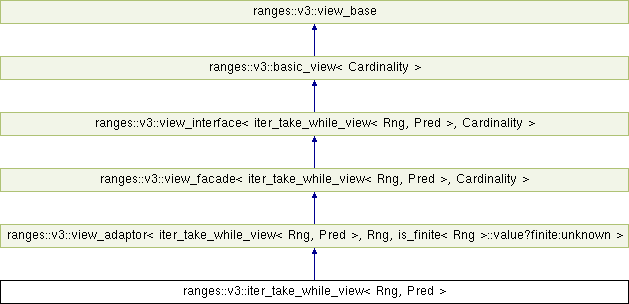 ranges::v3::view_base
ranges::v3::basic_view< Cardinality >
ranges::v3::view_interface< iter_take_while_view< Rng, Pred >, Cardinality >
ranges::v3::view_facade< iter_take_while_view< Rng, Pred >, Cardinality >
ranges::v3::view_adaptor< iter_take_while_view< Rng, Pred >, Rng, is_finite< Rng >::value?finite:unknown >
ranges::v3::iter_take_while_view< Rng, Pred >